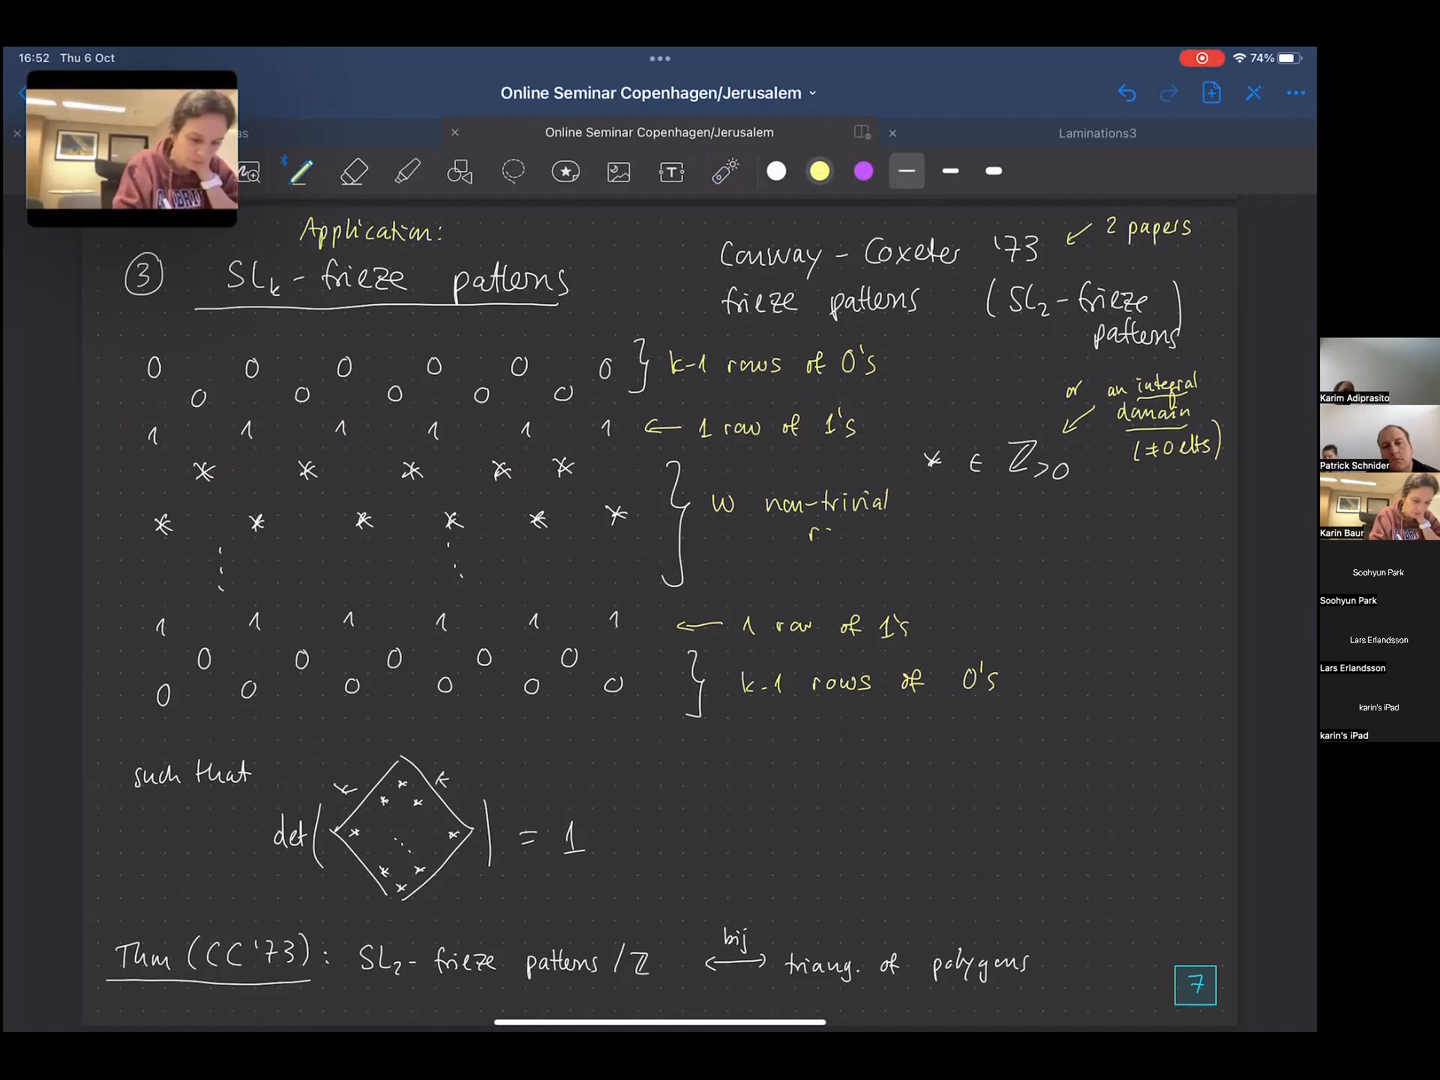 16:52 Thu 6 Oct
74%
Online Seminar Copenhagen/Jerusalem
Online Seminar Copenhagen/Jerusalem
Laminations3
Application:
③ SLₖ - frieze patterns
Conway - Coxeter '73 ↙ 2 papers
frieze patterns (SL₂ - frieze patterns)
0 0 0 0 0 0 } k-1 rows of 0's
0 0 0 0 0
1 1 1 1 1 1 ← 1 row of 1's
* * * * *
* * * * * * } w non-trivial
r
* ∈ ℤ>0
or an integral
domain
(≠0 elts)
1 1 1 1 1 1 ← 1 row of 1's
0 0 0 0 0
0 0 0 0 0 0 } k-1 rows of 0's
such that
det( * * * * * * * * ) = 1
Thm (CC '73): SL₂ - frieze patterns / ℤ ⟷ bij triang. of polygons
7
Karim Adiprasito
Patrick Schnider
Karin Baur
Soohyun Park
Soohyun Park
Lars Erlandsson
Lars Erlandsson
karin's iPad
karin's iPad